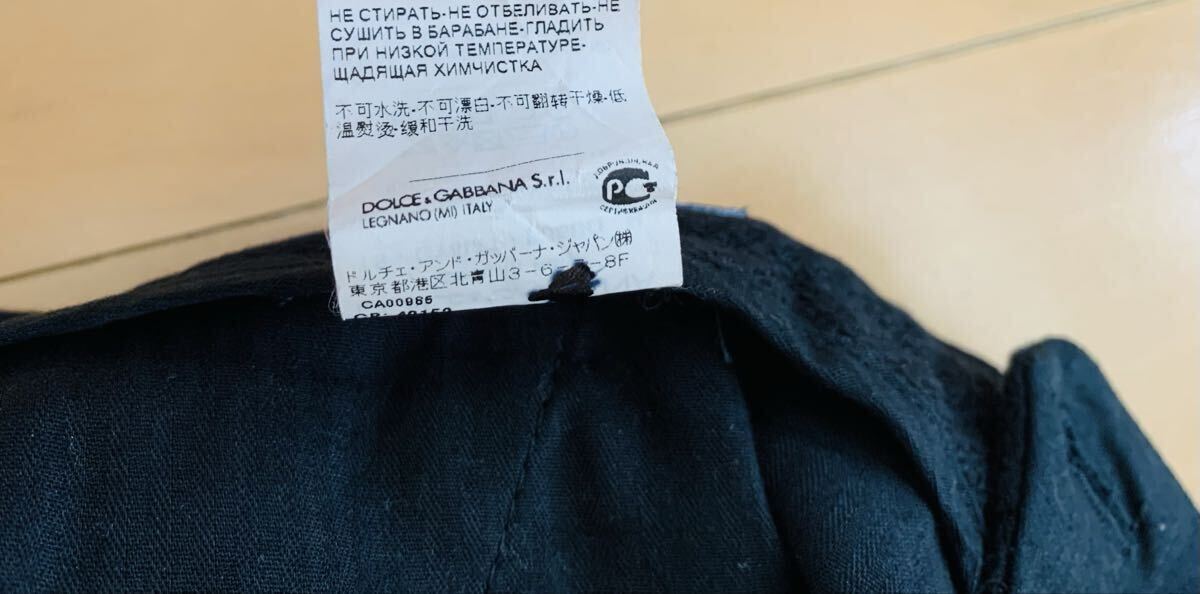 НЕ СТИРАТЬ-НЕ ОТБЕЛИВАТЬ-НЕ
СУШИТЬ В БАРАБАНЕ-ГЛАДИТЬ
ПРИ НИЗКОЙ ТЕМПЕРАТУРЕ-
ЩАДЯЩАЯ ХИМЧИСТКА
不可水洗-不可漂白-不可翻转干燥-低
温熨烫-缓和干洗
DOLCE & GABBANA S.r.l.
LEGNANO (MI) ITALY
РСТ
ドルチェ・アンド・ガッバーナ・ジャパン㈱
東京都港区北青山3-6- -8F
CA00985